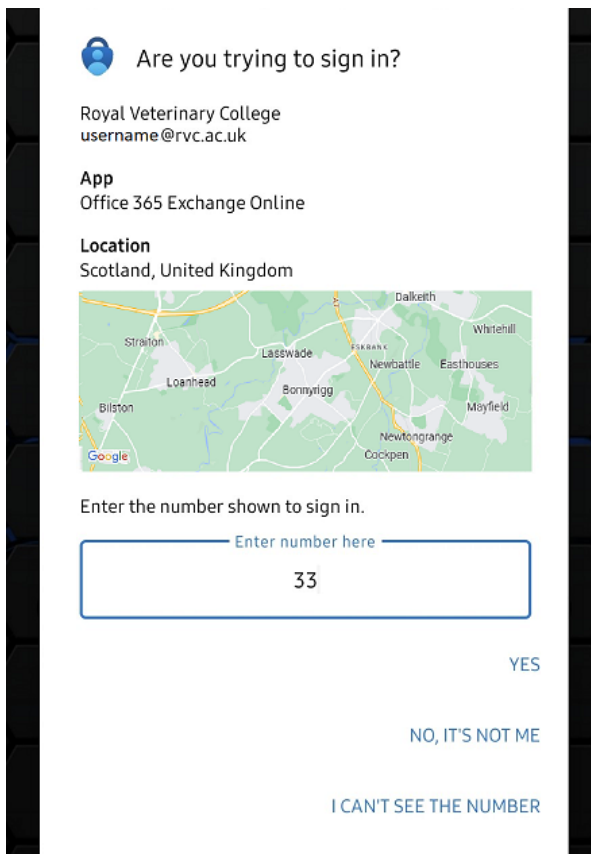 Are you trying to sign in?
Royal Veterinary College
username@rvc.ac.uk
App
Office 365 Exchange Online
Location
Scotland, United Kingdom
Dalkeith
A7
Whitehill
Straiton
ESKBANK
Lasswade
Newbattle
Easthouses
Loanhead
Bonnyrigg
Bilston
Mayfield
Newtongrange
Cockpen
Google
Enter the number shown to sign in.
Enter number here
33
YES
NO, IT'S NOT ME
I CAN'T SEE THE NUMBER